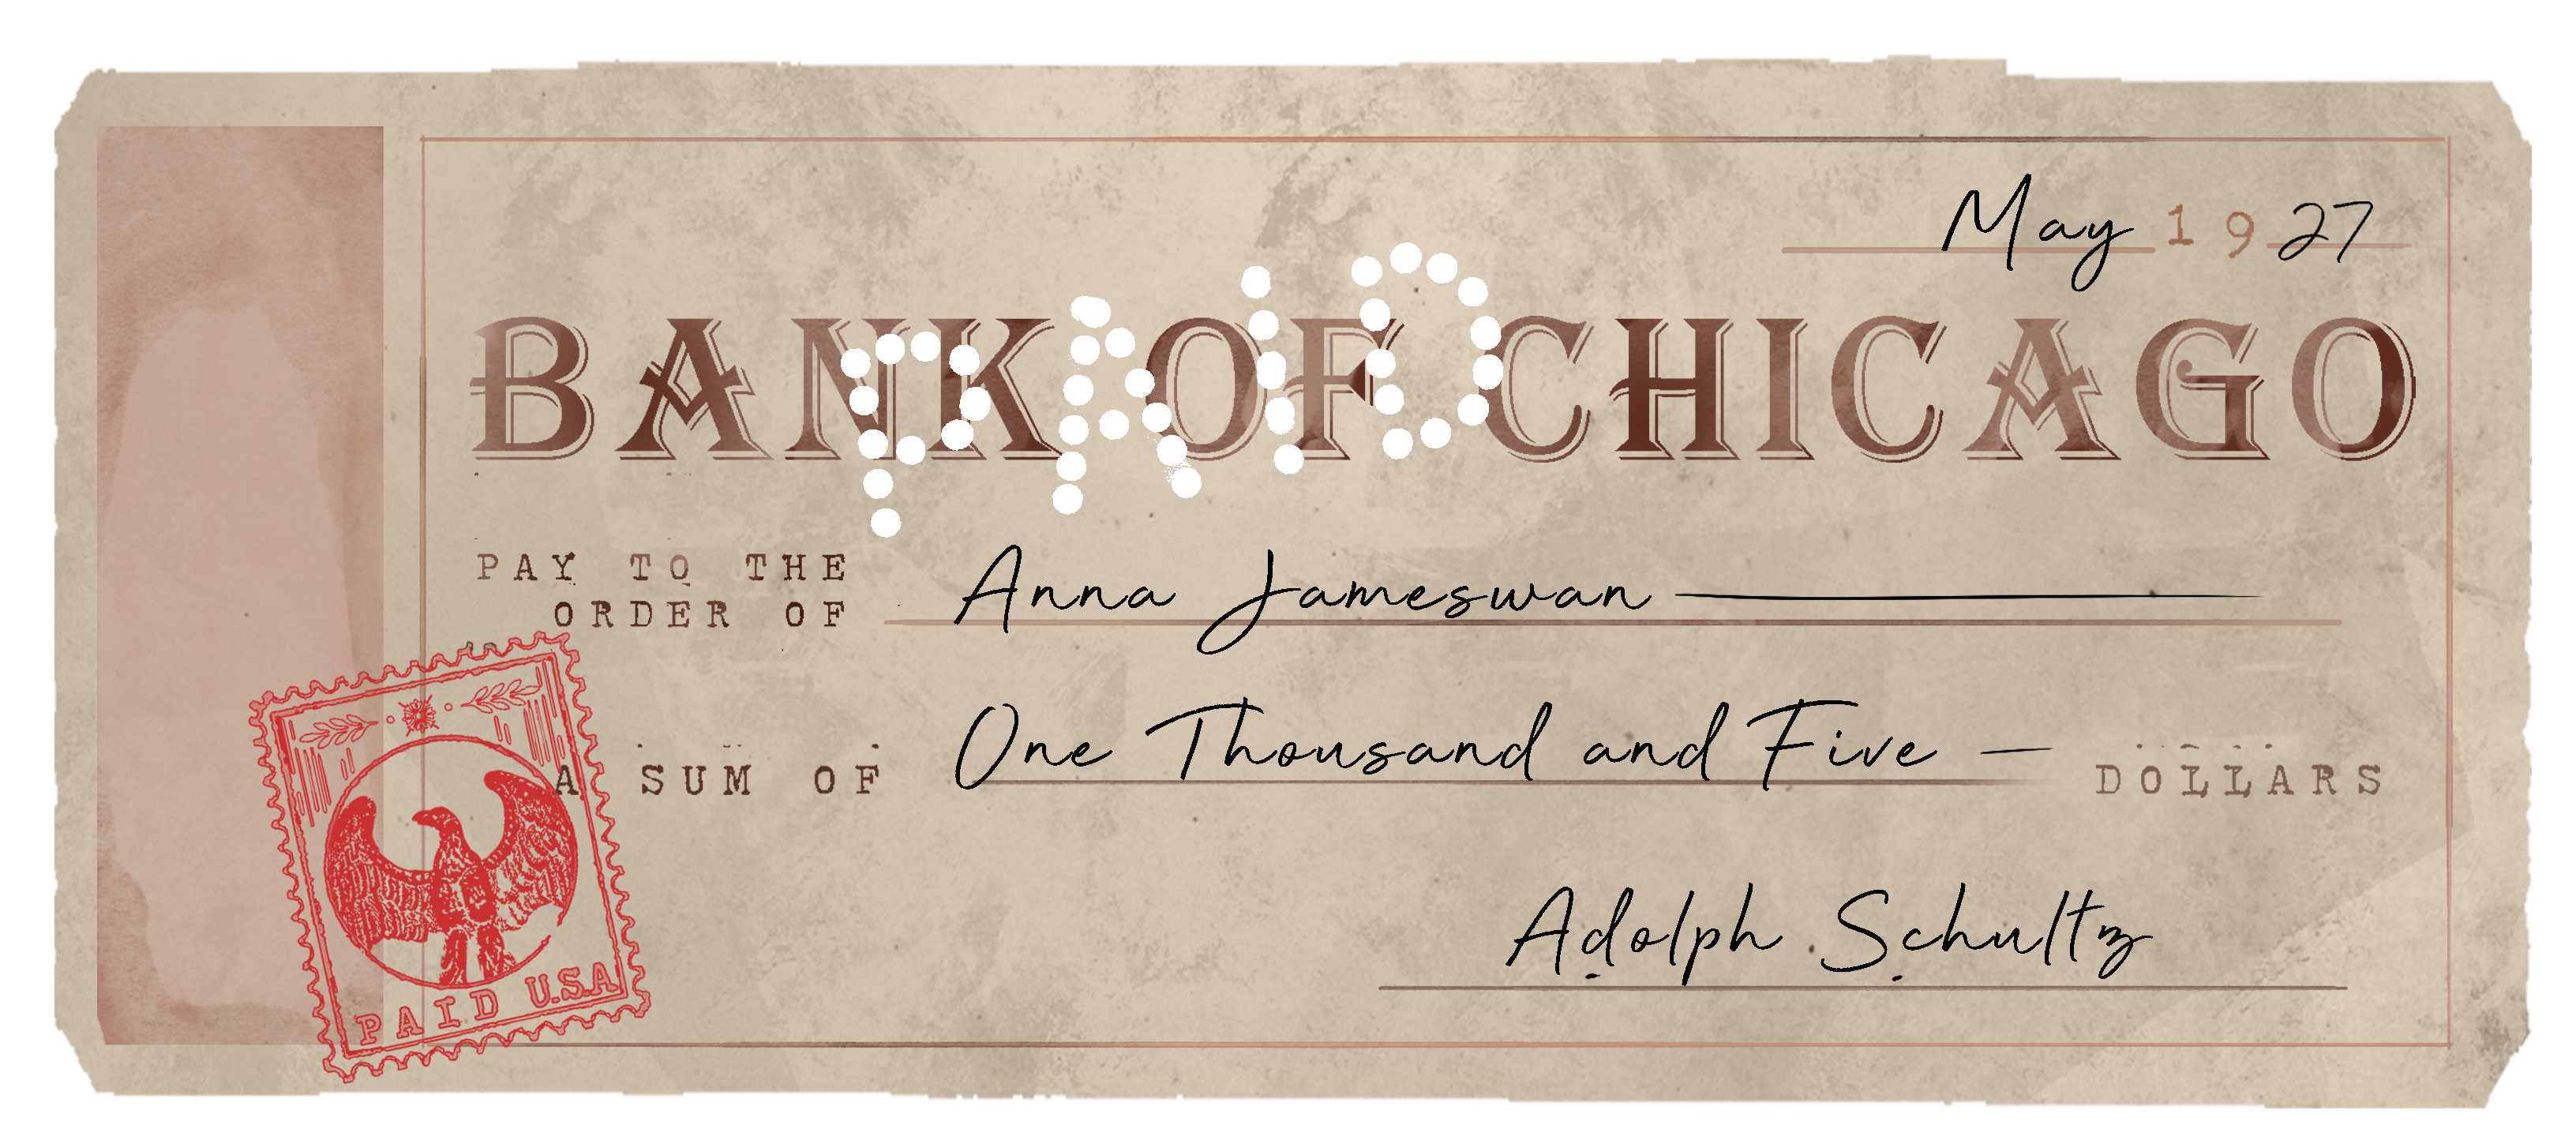 May 1927
BANK OF CHICAGO
PAID
PAY TO THE
ORDER OF Anna Jameswan
A SUM OF One Thousand and Five — DOLLARS
Adolph Schultz
PAID U.S.A